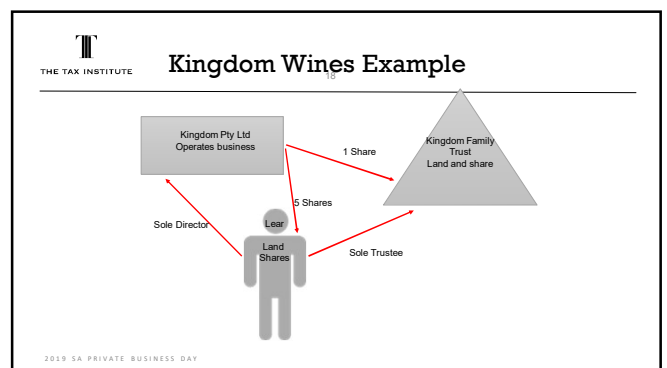 THE TAX INSTITUTE
Kingdom Wines Example
18
Kingdom Pty Ltd
Operates business
1 Share
Kingdom Family
Trust
Land and share
5 Shares
Sole Director
Lear
Land
Shares
Sole Trustee
2019 SA PRIVATE BUSINESS DAY